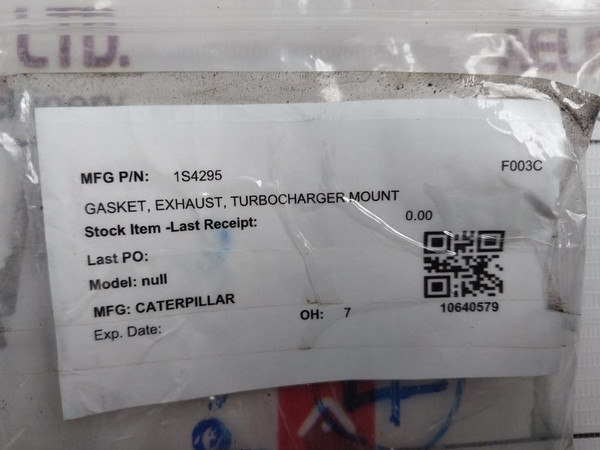 LTD.
MFG P/N: 1S4295
F003C
GASKET, EXHAUST, TURBOCHARGER MOUNT
Stock Item -Last Receipt:
0.00
Last PO:
Model: null
MFG: CATERPILLAR
OH: 7
10640579
Exp. Date: